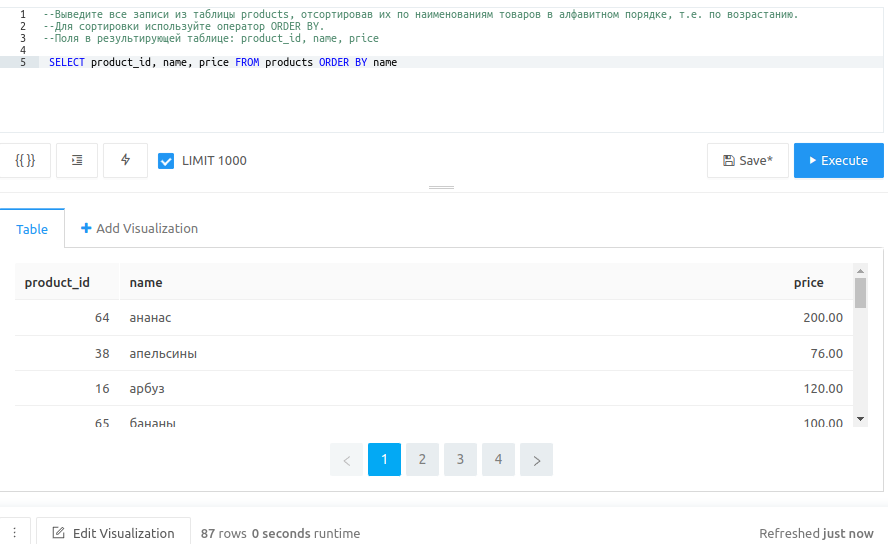 1 --Выведите все записи из таблицы products, отсортировав их по наименованиям товаров в алфавитном порядке, т.е. по возрастанию.
2 --Для сортировки используйте оператор ORDER BY.
3 --Поля в результирующей таблице: product_id, name, price
4
5 SELECT product_id, name, price FROM products ORDER BY name
{{ }} LIMIT 1000 Save* Execute
Table + Add Visualization
product_id name price
64 ананас 200.00
38 апельсины 76.00
16 арбуз 120.00
65 бананы 100.00
< 1 2 3 4 >
Edit Visualization 87 rows 0 seconds runtime Refreshed just now